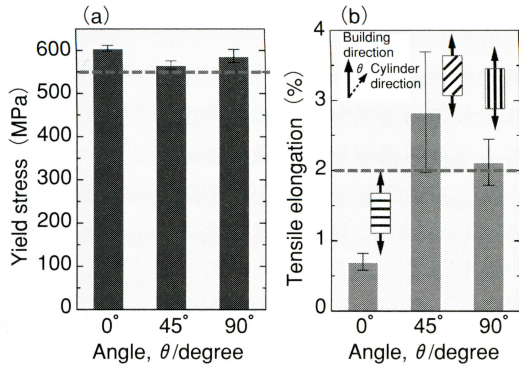 (a)
600
500
400
300
200
100
0
Yield stress (MPa)
0° 45° 90°
Angle, θ/degree
(b)
Building
direction
θ Cylinder
direction
4
3
2
1
0
Tensile elongation (%)
0° 45° 90°
Angle, θ/degree